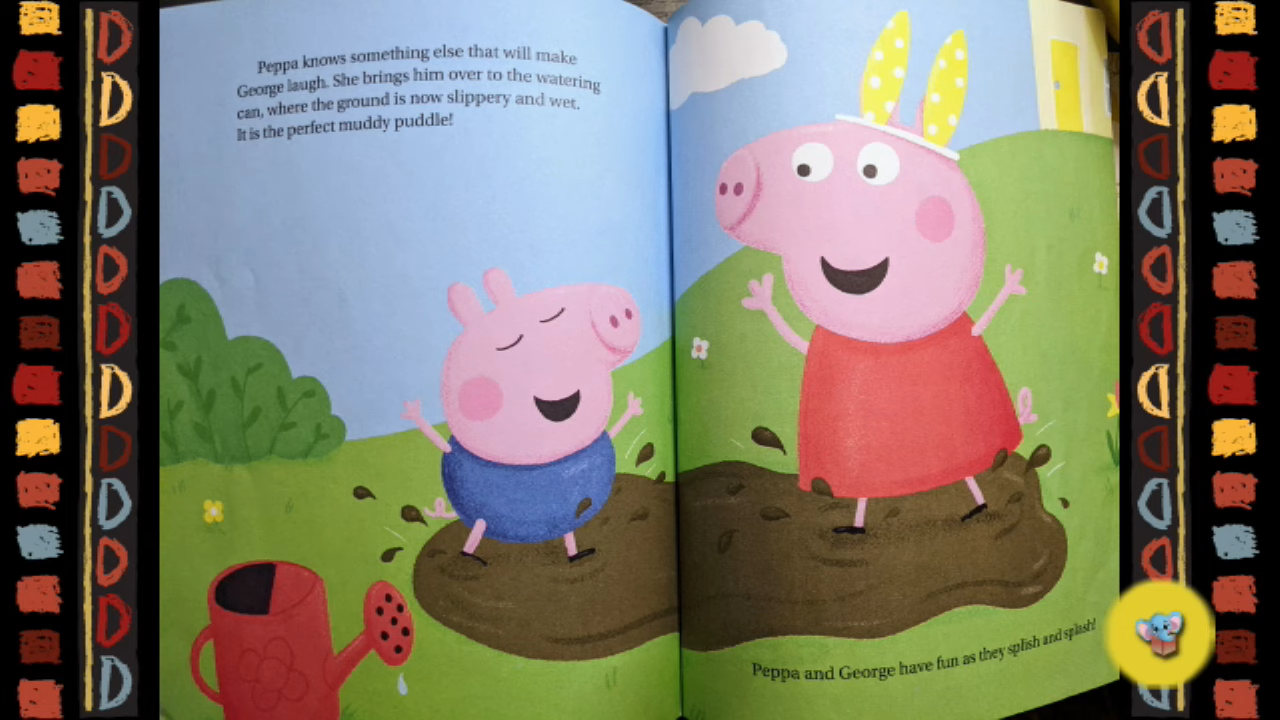 Peppa knows something else that will make
George laugh. She brings him over to the watering
can, where the ground is now slippery and wet.
It is the perfect muddy puddle!
Peppa and George have fun as they splish and splash!